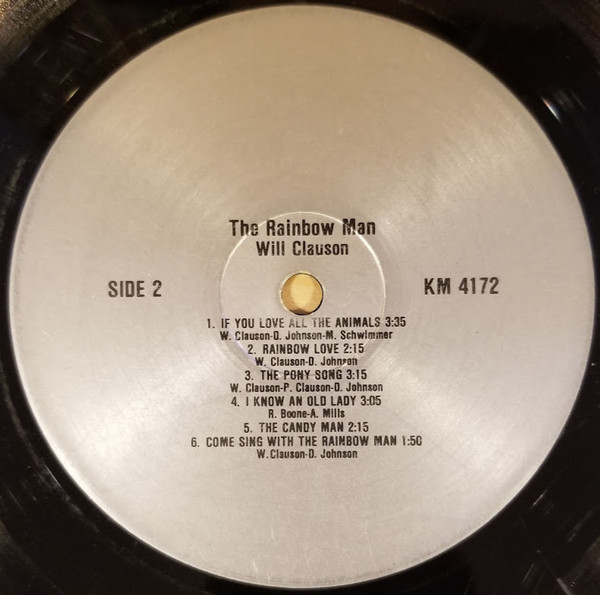 The Rainbow Man
Will Clauson
SIDE 2
KM 4172
1. IF YOU LOVE ALL THE ANIMALS 3:35
W. Clauson-D. Johnson-M. Schwimmer
2. RAINBOW LOVE 2:15
W. Clauson-D. Johnson
3. THE PONY SONG 3:15
W. Clauson-P. Clauson-D. Johnson
4. I KNOW AN OLD LADY 3:05
R. Boone-A. Mills
5. THE CANDY MAN 2:15
6. COME SING WITH THE RAINBOW MAN 1:50
W.Clauson-D. Johnson